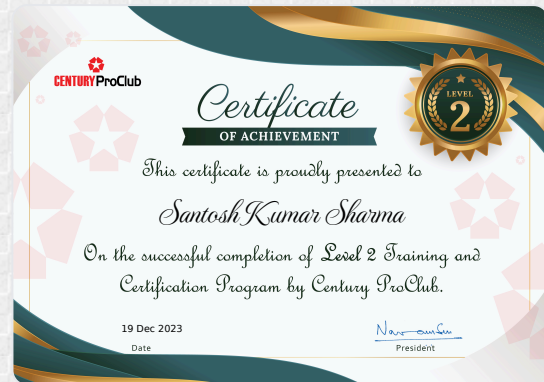 CENTURY ProClub
LEVEL
2
Certificate
OF ACHIEVEMENT
This certificate is proudly presented to
Santosh Kumar Sharma
On the successful completion of Level 2 Training and
Certification Program by Century ProClub.
19 Dec 2023
Date
President